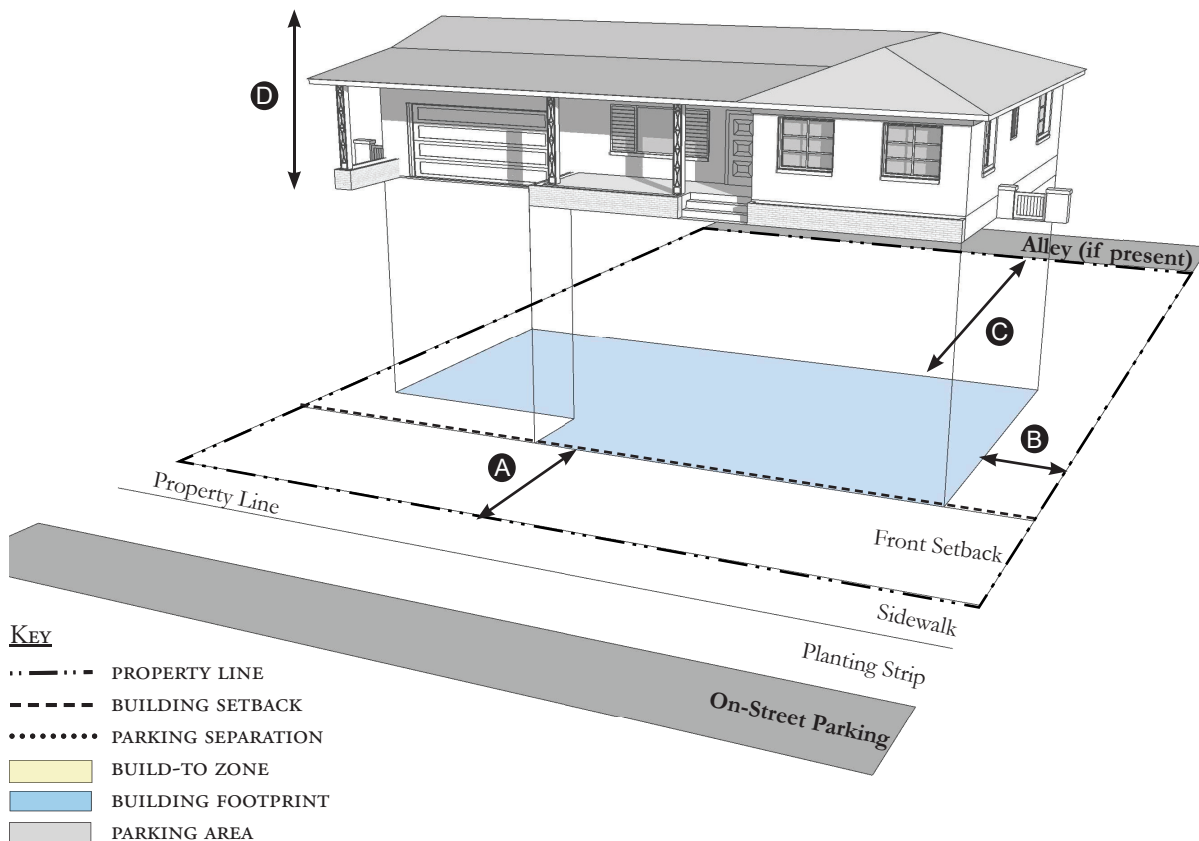 D
Alley (if present)
C
B
A
Property Line
Front Setback
Sidewalk
Planting Strip
On-Street Parking
KEY
PROPERTY LINE
BUILDING SETBACK
PARKING SEPARATION
BUILD-TO ZONE
BUILDING FOOTPRINT
PARKING AREA